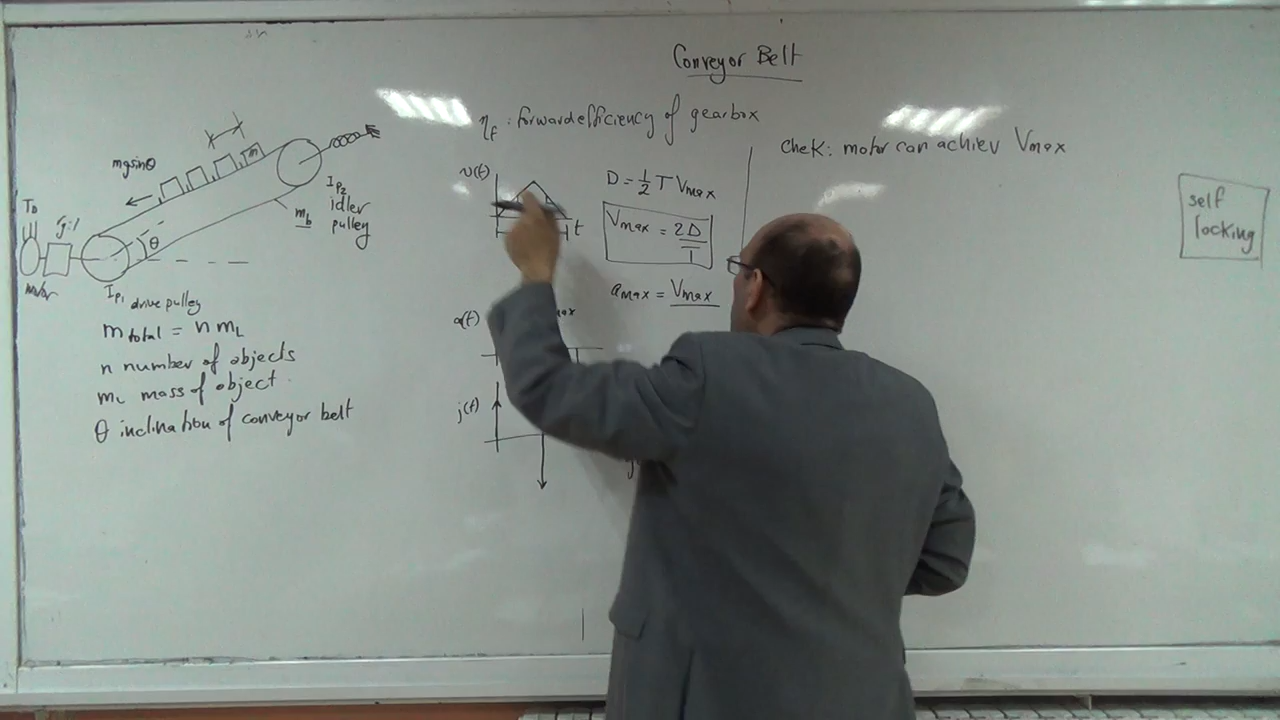 Conveyor Belt
ηf : forward efficiency of gearbox
mg sinθ
m
Ip2
idler
pulley
mb
θ
g:1
Ip1 drive pulley
m total = n mL
n number of objects
mL mass of object
θ inclination of conveyor belt
v(t)
t
D = 1/2 T Vmax
Vmax = 2D/T
amax = Vmax
a(t)
j(t)
Chek: motor can achiev Vmax
self
locking